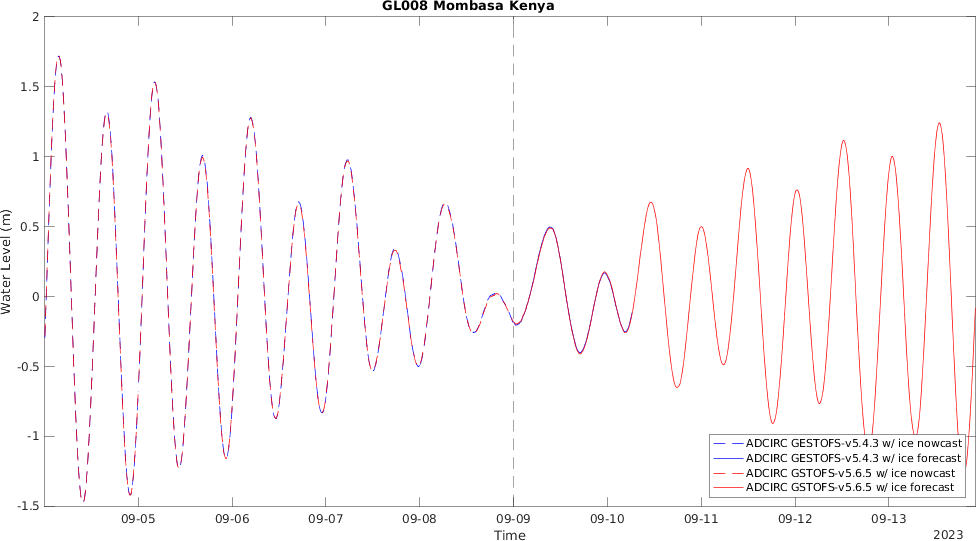 GL008 Mombasa Kenya
2
1.5
1
0.5
0
-0.5
-1
-1.5
Water Level (m)
ADCIRC GESTOFS-v5.4.3 w/ ice nowcast
ADCIRC GESTOFS-v5.4.3 w/ ice forecast
ADCIRC GSTOFS-v5.6.5 w/ ice nowcast
ADCIRC GSTOFS-v5.6.5 w/ ice forecast
09-05 09-06 09-07 09-08 09-09 09-10 09-11 09-12 09-13
Time
2023